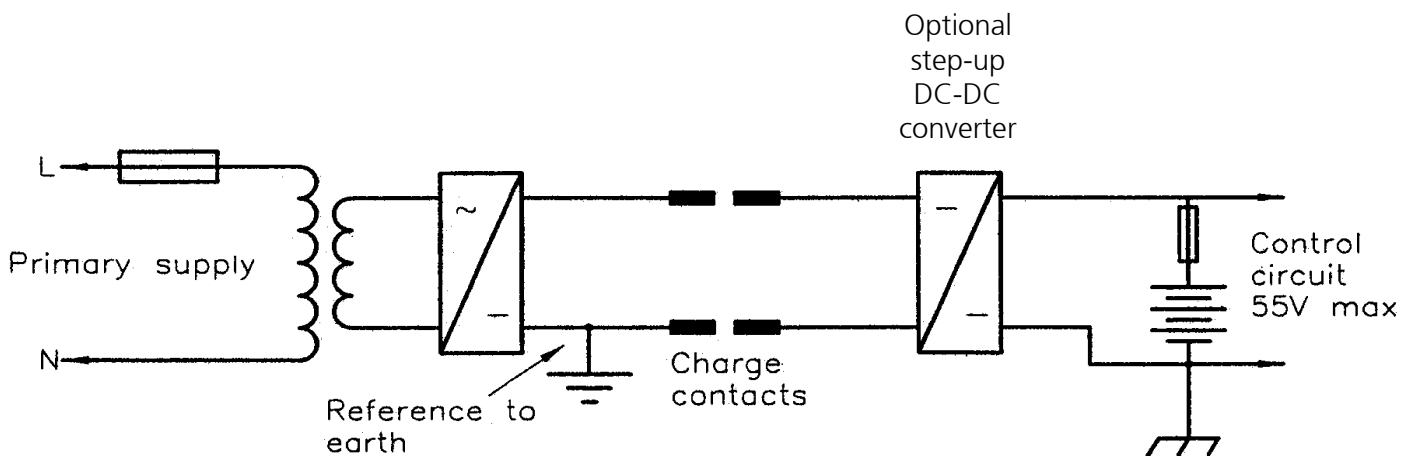 Optional
step-up
DC-DC
converter
L
Primary supply
N
~
−
Reference to
earth
Charge
contacts
−
−
Control
circuit
55V max